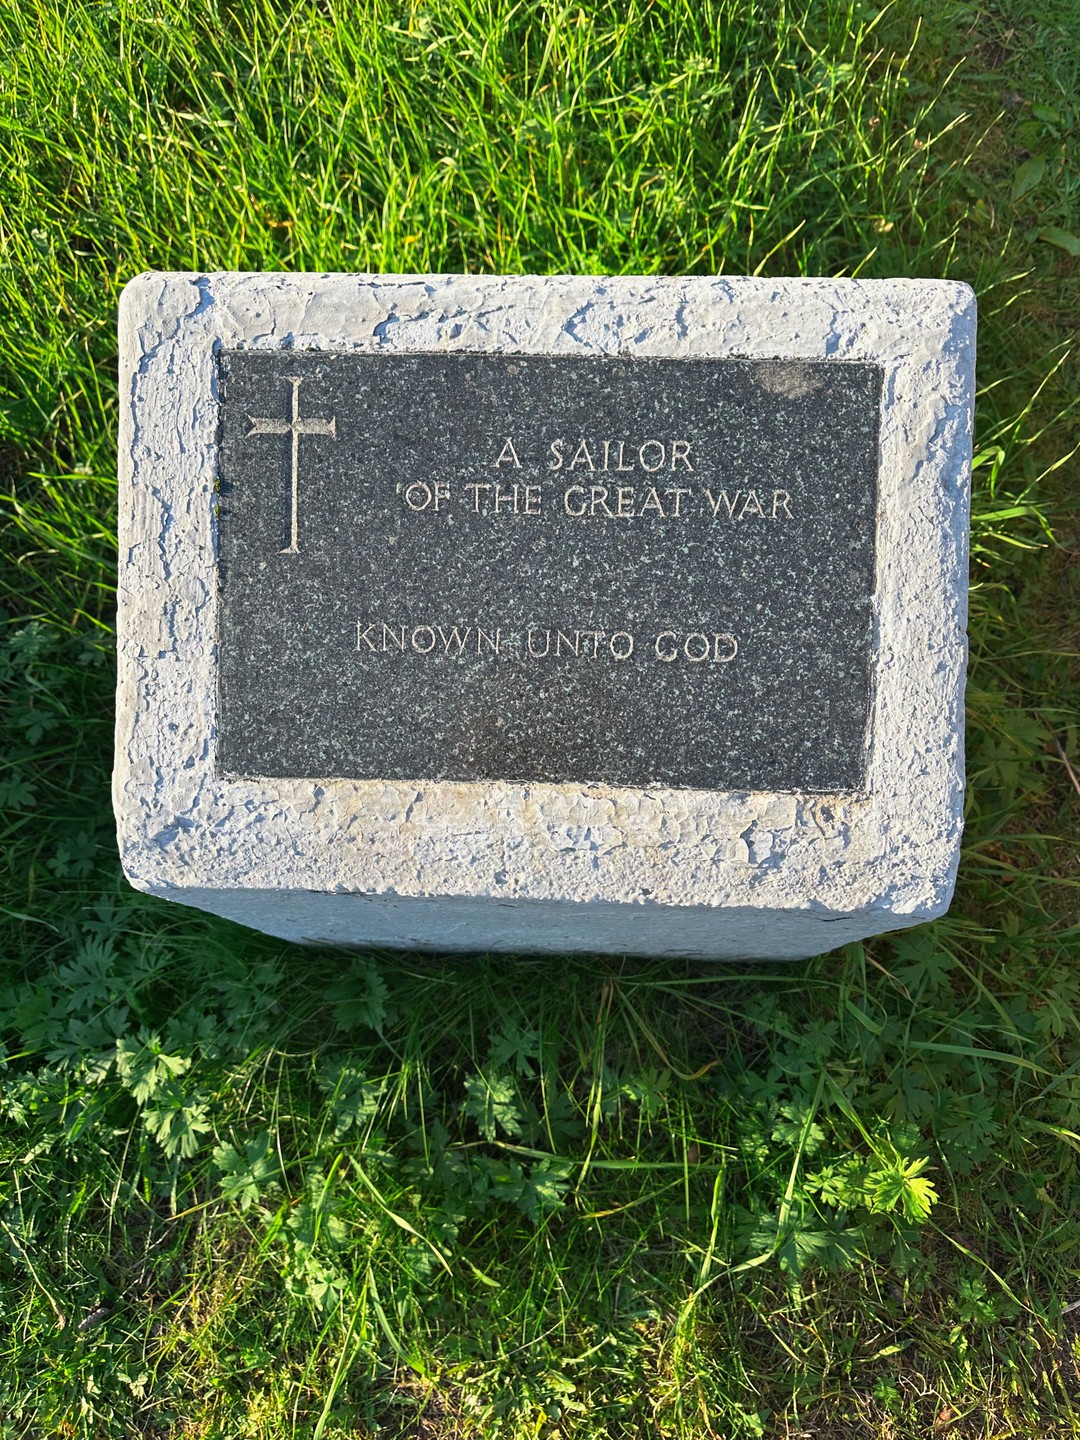 A SAILOR
OF THE GREAT WAR
KNOWN UNTO GOD